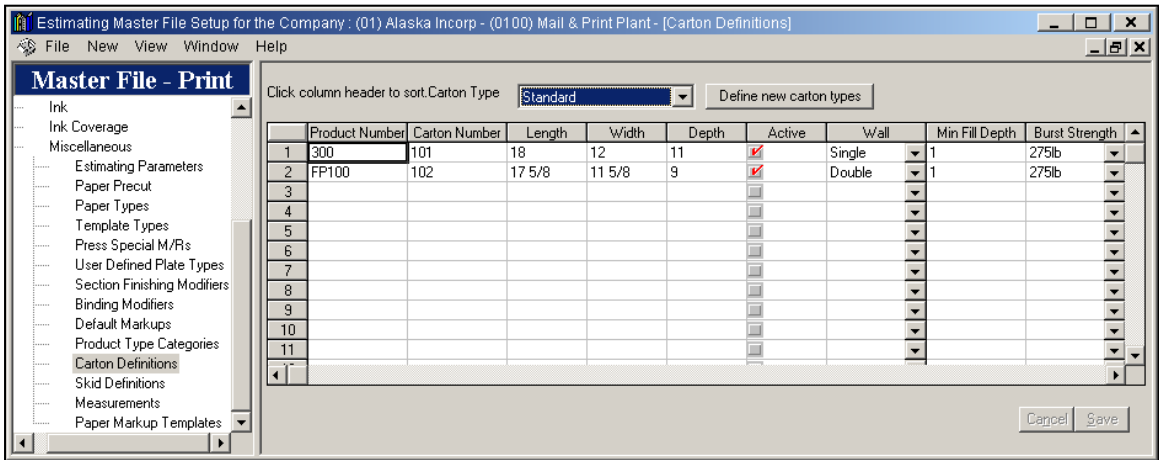 Estimating Master File Setup for the Company : (01) Alaska Incorp - (0100) Mail & Print Plant - [Carton Definitions]
File New View Window Help
Master File - Print
Ink
Ink Coverage
Miscellaneous
Estimating Parameters
Paper Precut
Paper Types
Template Types
Press Special M/Rs
User Defined Plate Types
Section Finishing Modifiers
Binding Modifiers
Default Markups
Product Type Categories
Carton Definitions
Skid Definitions
Measurements
Paper Markup Templates
Click column header to sort.Carton Type Standard Define new carton types
Product Number Carton Number Length Width Depth Active Wall Min Fill Depth Burst Strength
1 300 101 18 12 11 Single 1 275lb
2 FP100 102 17 5/8 11 5/8 9 Double 1 275lb
3
4
5
6
7
8
9
10
11
Cancel Save